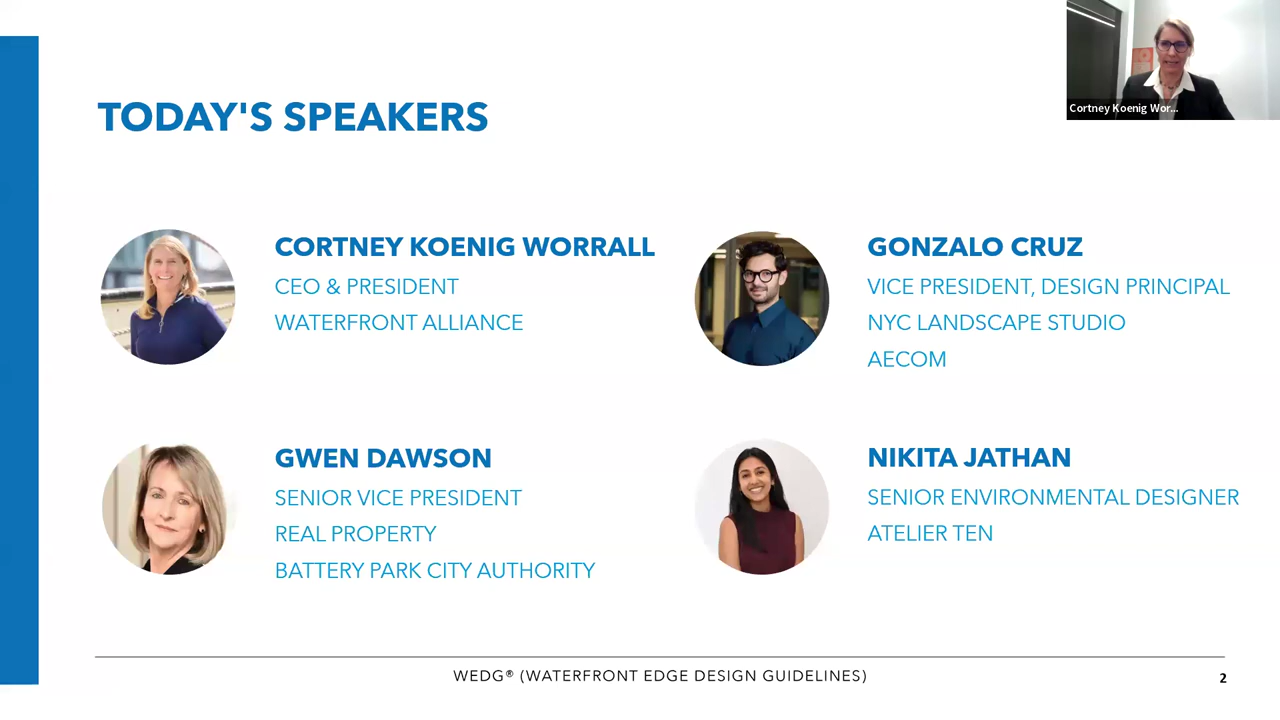 Cortney Koenig Wor...
TODAY'S SPEAKERS
CORTNEY KOENIG WORRALL
CEO & PRESIDENT
WATERFRONT ALLIANCE
GONZALO CRUZ
VICE PRESIDENT, DESIGN PRINCIPAL
NYC LANDSCAPE STUDIO
AECOM
GWEN DAWSON
SENIOR VICE PRESIDENT
REAL PROPERTY
BATTERY PARK CITY AUTHORITY
NIKITA JATHAN
SENIOR ENVIRONMENTAL DESIGNER
ATELIER TEN
WEDG® (WATERFRONT EDGE DESIGN GUIDELINES)
2